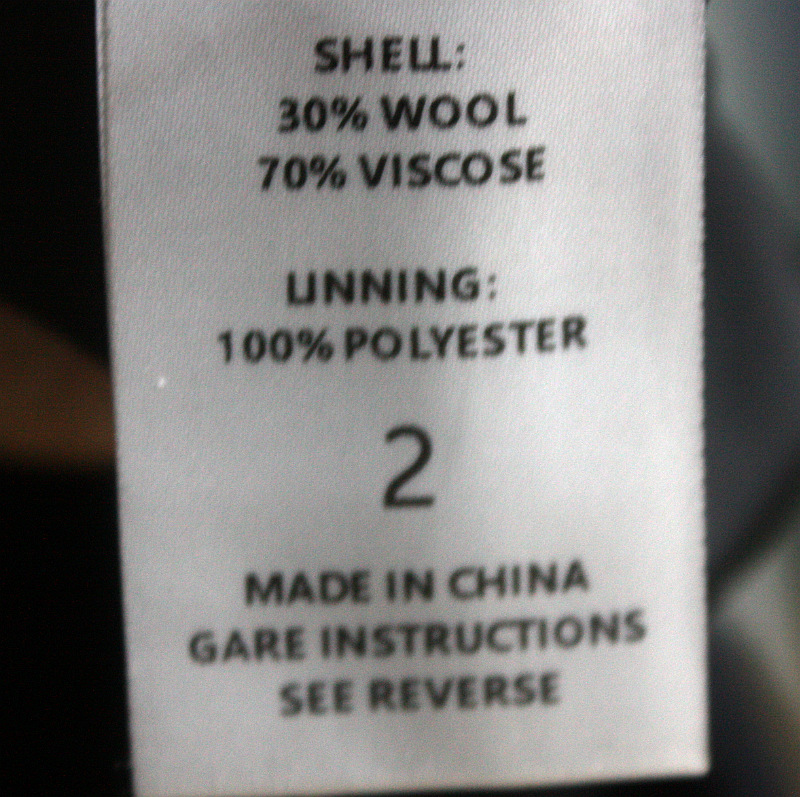 SHELL:
30% WOOL
70% VISCOSE
LINNING:
100% POLYESTER
2
MADE IN CHINA
GARE INSTRUCTIONS
SEE REVERSE